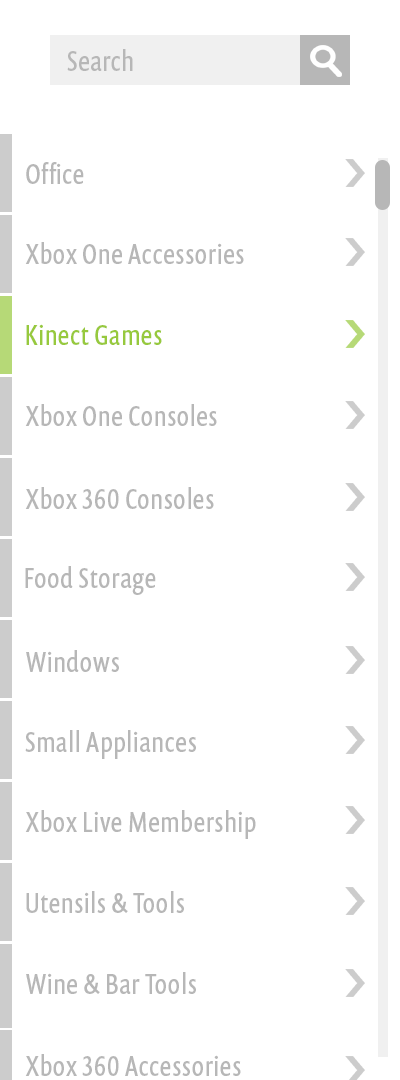 Search
Office
Xbox One Accessories
Kinect Games
Xbox One Consoles
Xbox 360 Consoles
Food Storage
Windows
Small Appliances
Xbox Live Membership
Utensils & Tools
Wine & Bar Tools
Xbox 360 Accessories